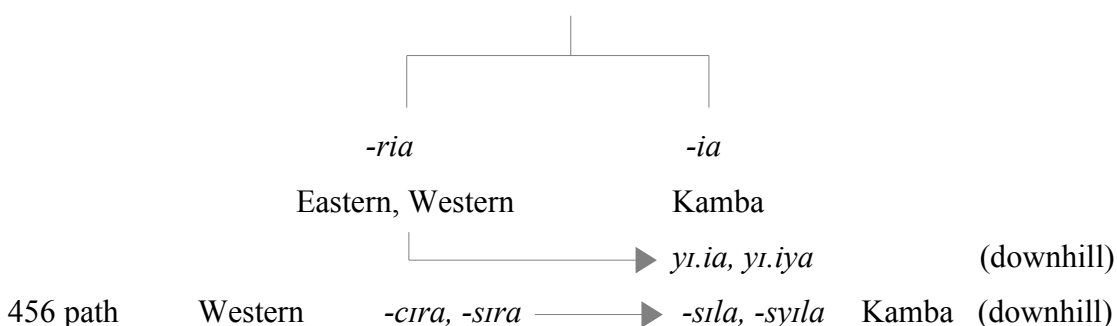 -ria -ia
Eastern, Western Kamba
yɪ.ia, yɪ.iya (downhill)
456 path Western -cɪra, -sɪra -sɪla, -syɪla Kamba (downhill)